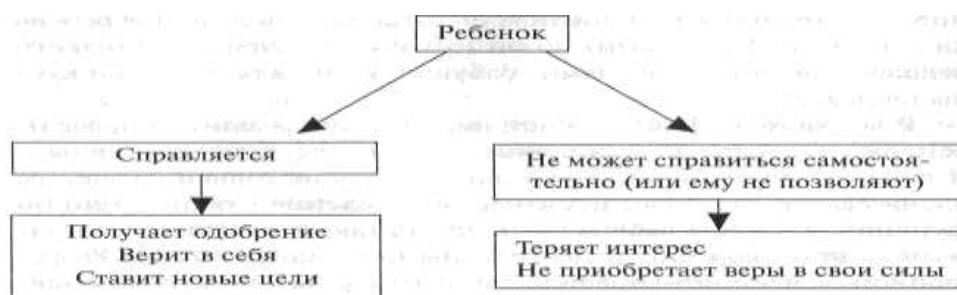 Ребенок
Справляется
Не может справиться самостоя-
тельно (или ему не позволяют)
Получает одобрение
Верит в себя
Ставит новые цели
Теряет интерес
Не приобретает веры в свои силы